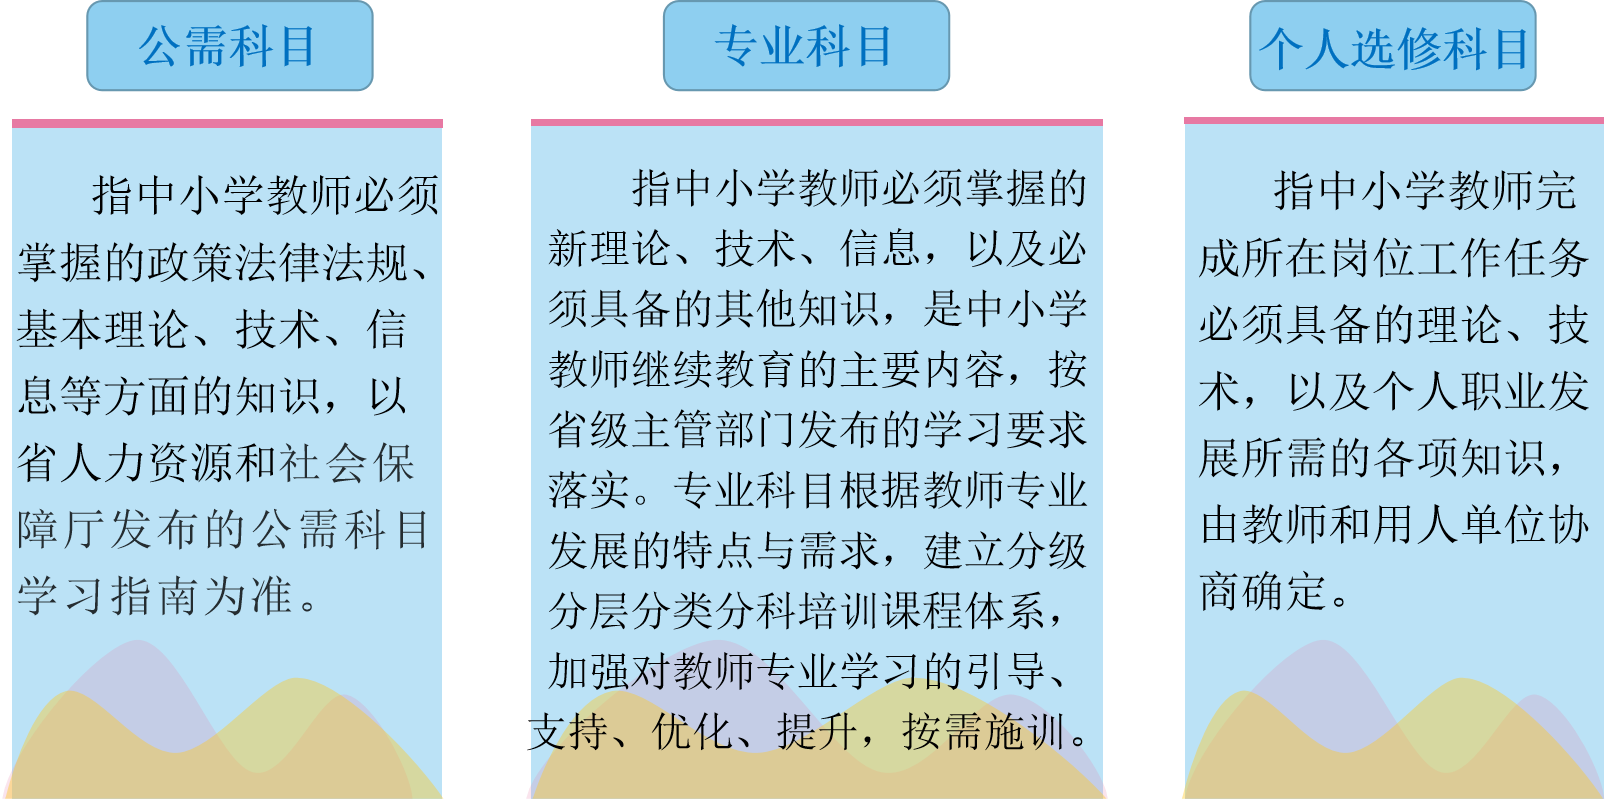 公需科目
指中小学教师必须
掌握的政策法律法规、
基本理论、技术、信
息等方面的知识，以
省人力资源和社会保
障厅发布的公需科目
学习指南为准。
专业科目
指中小学教师必须掌握的
新理论、技术、信息，以及必
须具备的其他知识，是中小学
教师继续教育的主要内容，按
省级主管部门发布的学习要求
落实。专业科目根据教师专业
发展的特点与需求，建立分级
分层分类分科培训课程体系，
加强对教师专业学习的引导、
支持、优化、提升，按需施训。
个人选修科目
指中小学教师完
成所在岗位工作任务
必须具备的理论、技
术，以及个人职业发
展所需的各项知识，
由教师和用人单位协
商确定。